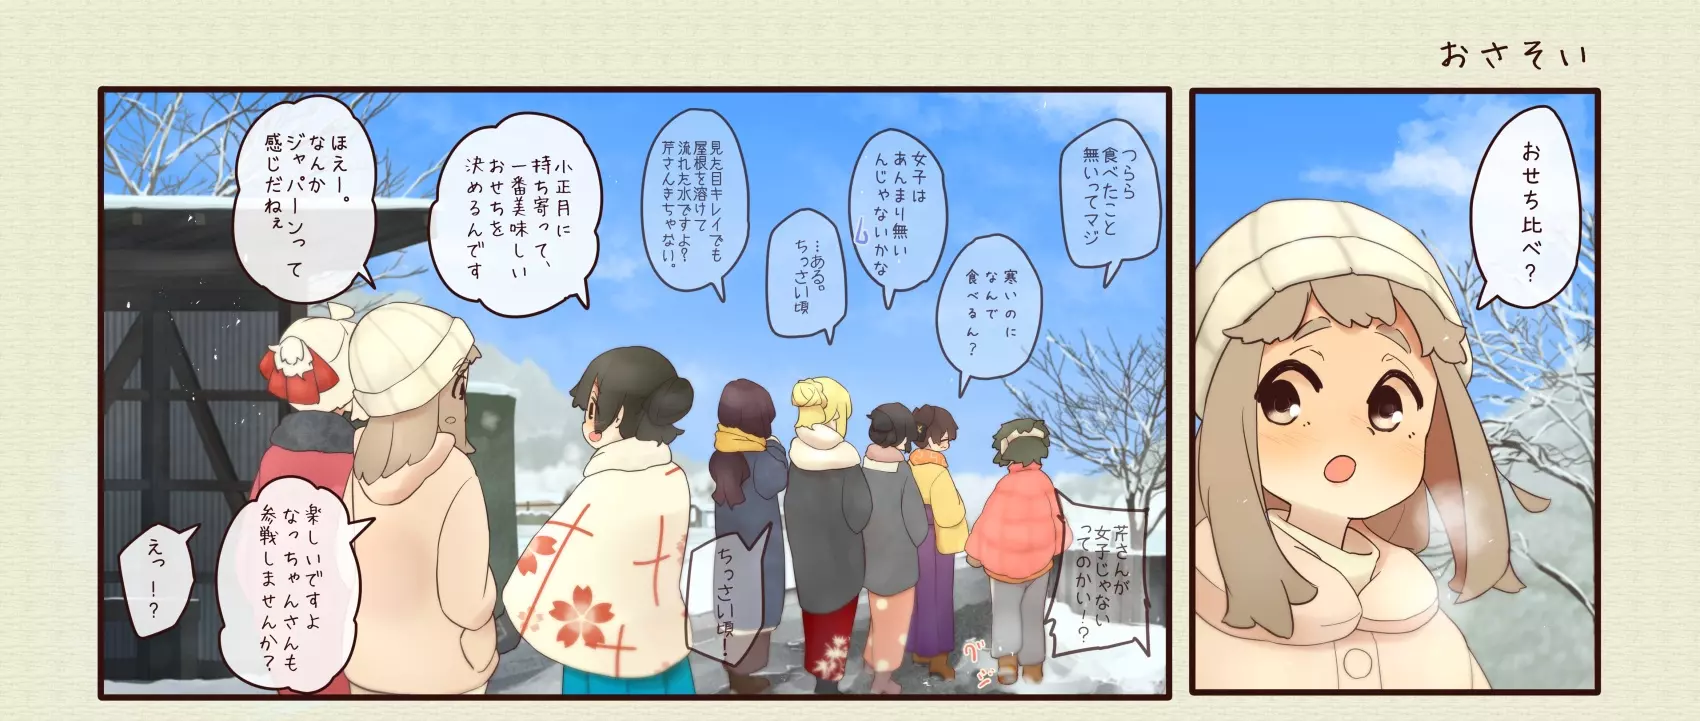 おさそい
おせち比べ？
つらら
食べたこと
無いってマジ
寒いのに
なんで
食べるん？
女子は
あんまり無い
んじゃないかな
…ある。
ちっさい頃
見た目キレイでも
屋根を溶けて
流れた水ですよ？
芹さんきちゃない。
芹さんが
女子じゃない
ってのかい！？
グ
ジ
ちっさい頃！
小正月に
持ち寄って、
一番美味しい
おせちを
決めるんです
ほえー。
なんか
ジャパーンって
感じだねぇ
楽しいですよ
なっちゃんさんも
参戦しませんか？
えっ！？